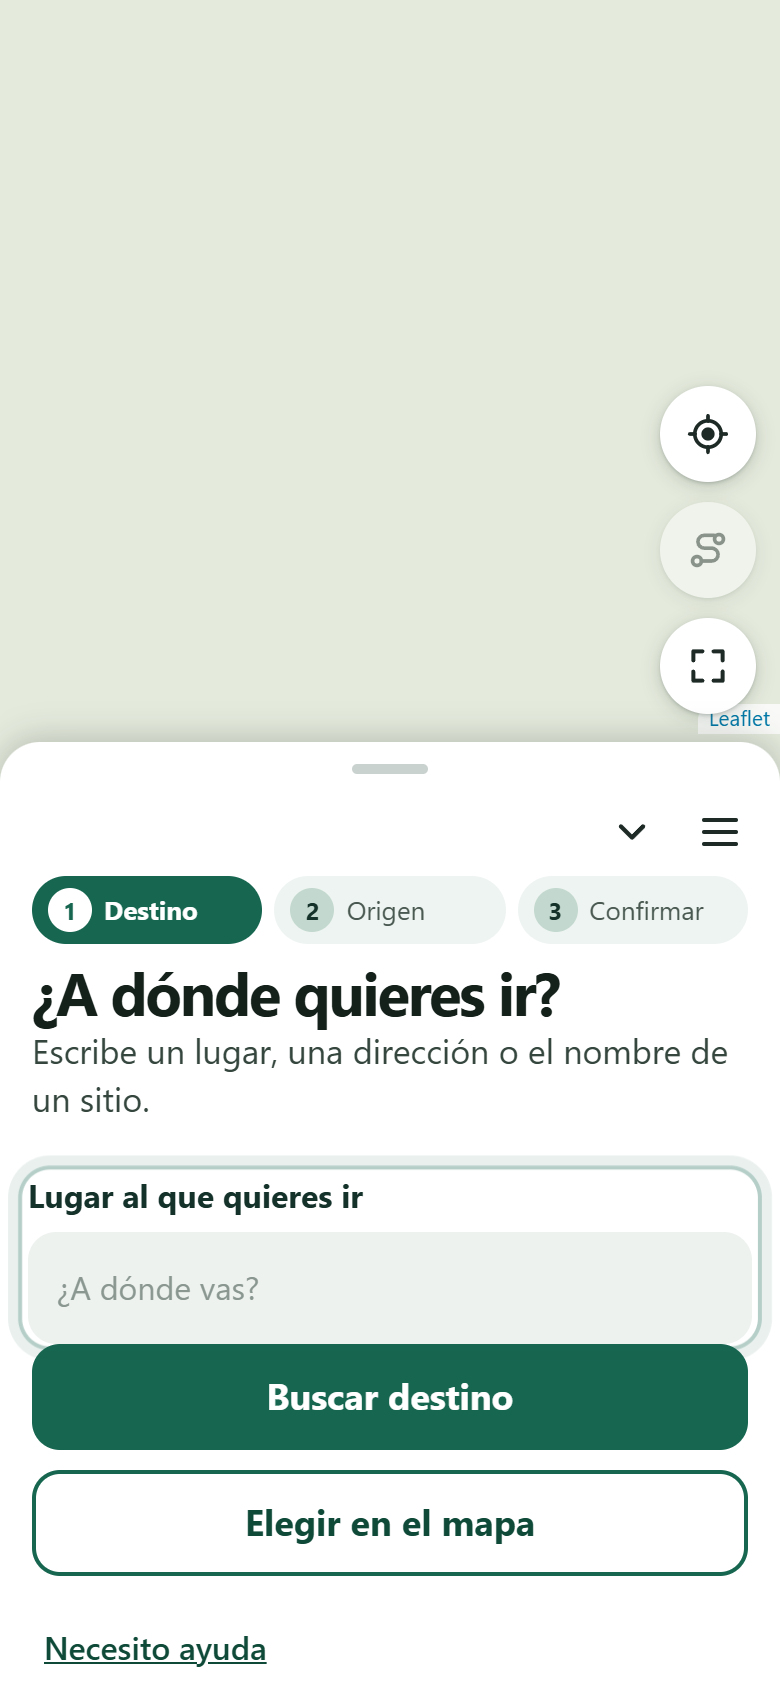 Leaflet
1 Destino
2 Origen
3 Confirmar
¿A dónde quieres ir?
Escribe un lugar, una dirección o el nombre de
un sitio.
Lugar al que quieres ir
¿A dónde vas?
Buscar destino
Elegir en el mapa
Necesito ayuda